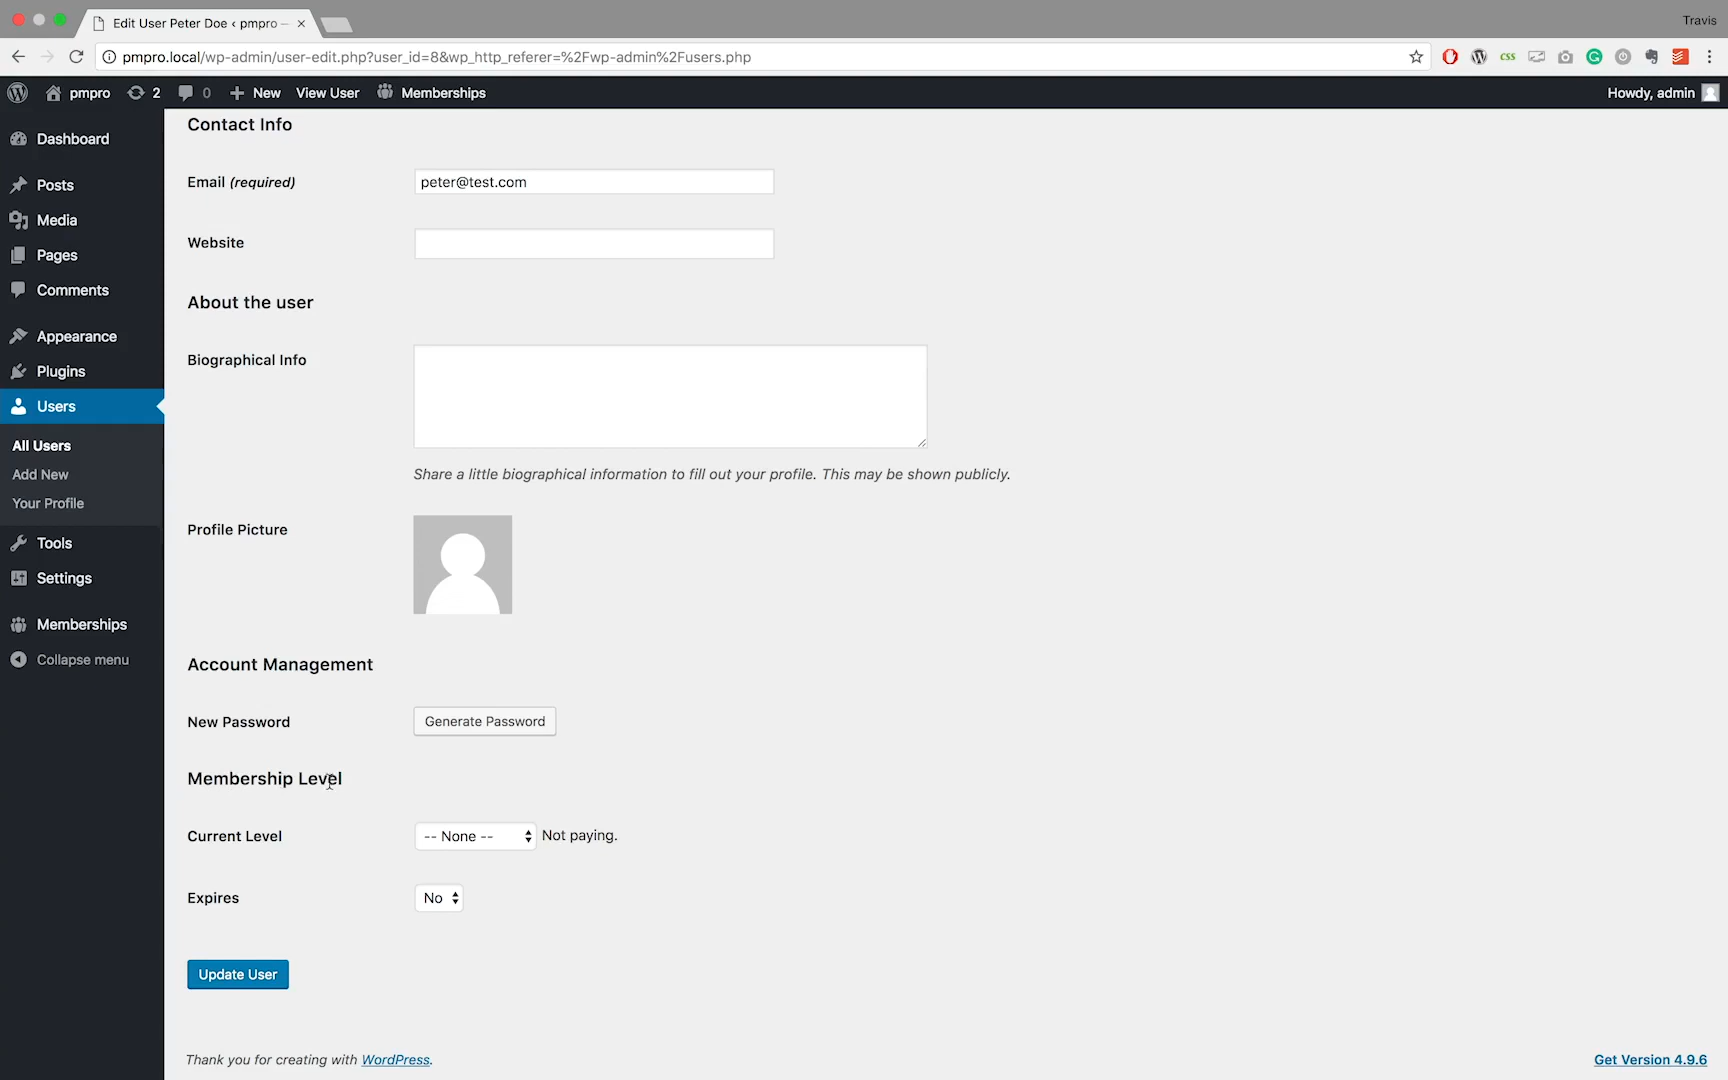 Edit User Peter Doe ‹ pmpro —
Travis
pmpro.local/wp-admin/user-edit.php?user_id=8&wp_http_referer=%2Fwp-admin%2Fusers.php
css
pmpro 2 0 New View User Memberships
Howdy, admin
Dashboard
Posts
Media
Pages
Comments
Appearance
Plugins
Users
All Users
Add New
Your Profile
Tools
Settings
Memberships
Collapse menu
Contact Info
Email (required)
peter@test.com
Website
About the user
Biographical Info
Share a little biographical information to fill out your profile. This may be shown publicly.
Profile Picture
Account Management
New Password
Generate Password
Membership Level
Current Level
-- None --
Not paying.
Expires
No
Update User
Thank you for creating with WordPress.
Get Version 4.9.6